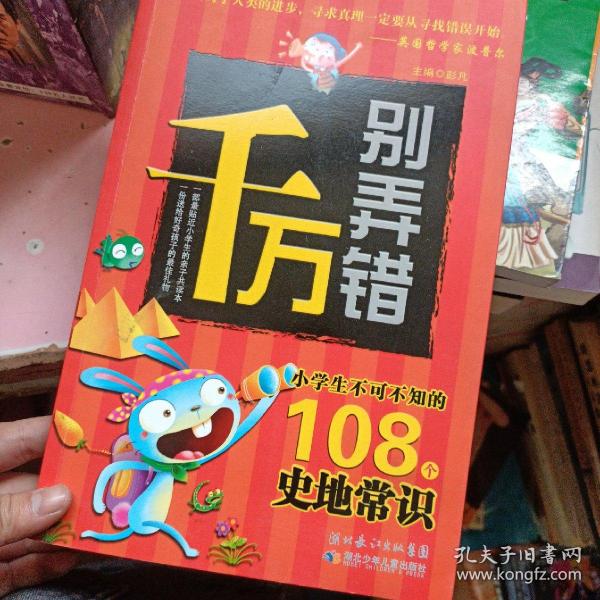 了人类的进步，寻求真理一定要从寻找错误开始
——英国哲学家波普尔
主编◎彭凡
千万
别弄错
一部最贴近小学生的亲子共读本
一份送给好奇孩子的最佳礼物
小学生不可不知的
108个
史地常识
湖北长江出版集团
湖北少年儿童出版社
HUBEI CHILDREN'S PRESS
孔夫子旧书网
www.kongfz.com